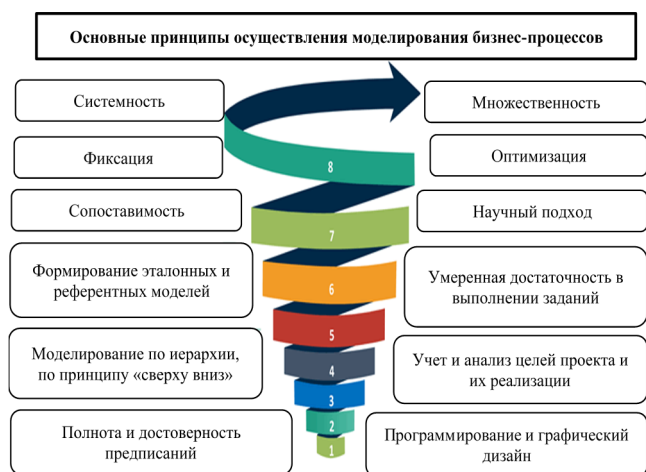 Основные принципы осуществления моделирования бизнес-процессов
Системность
Множественность
Фиксация
Оптимизация
8
Сопоставимость
Научный подход
7
Формирование эталонных и
референтных моделей
Умеренная достаточность в
выполнении заданий
6
5
Моделирование по иерархии,
по принципу «сверху вниз»
Учет и анализ целей проекта и
их реализации
4
3
Полнота и достоверность
предписаний
2
Программирование и графический
дизайн
1